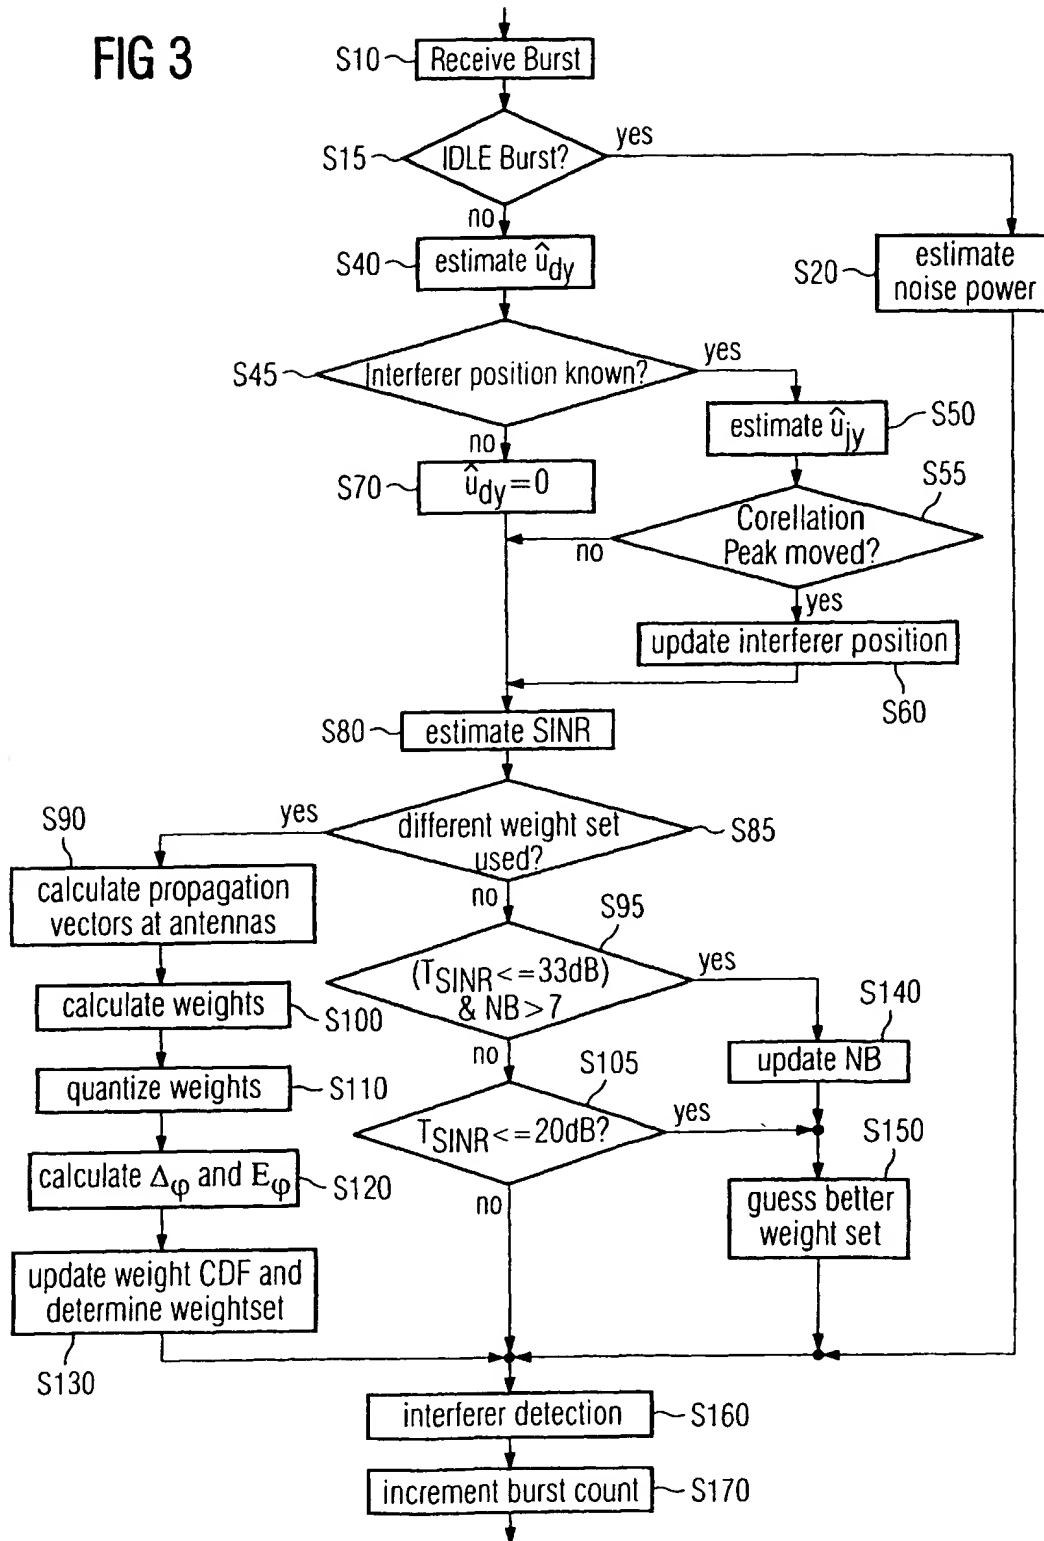 FIG 3
S10
Receive Burst
S15
IDLE Burst?
yes
no
S40
estimate û_dy
S20
estimate
noise power
S45
Interferer position known?
yes
no
estimate û_jy
S50
S70
û_dy=0
S55
Corellation
Peak moved?
no
yes
update interferer position
S60
S80
estimate SINR
S90
yes
different weight set
used?
S85
no
calculate propagation
vectors at antennas
S95
(T_SINR<=33dB)
& NB>7
yes
no
calculate weights
S100
S140
update NB
quantize weights
S110
S105
T_SINR<=20dB?
yes
no
S150
calculate Δ_φ and E_φ
S120
guess better
weight set
update weight CDF and
determine weightset
S130
interferer detection
S160
increment burst count
S170